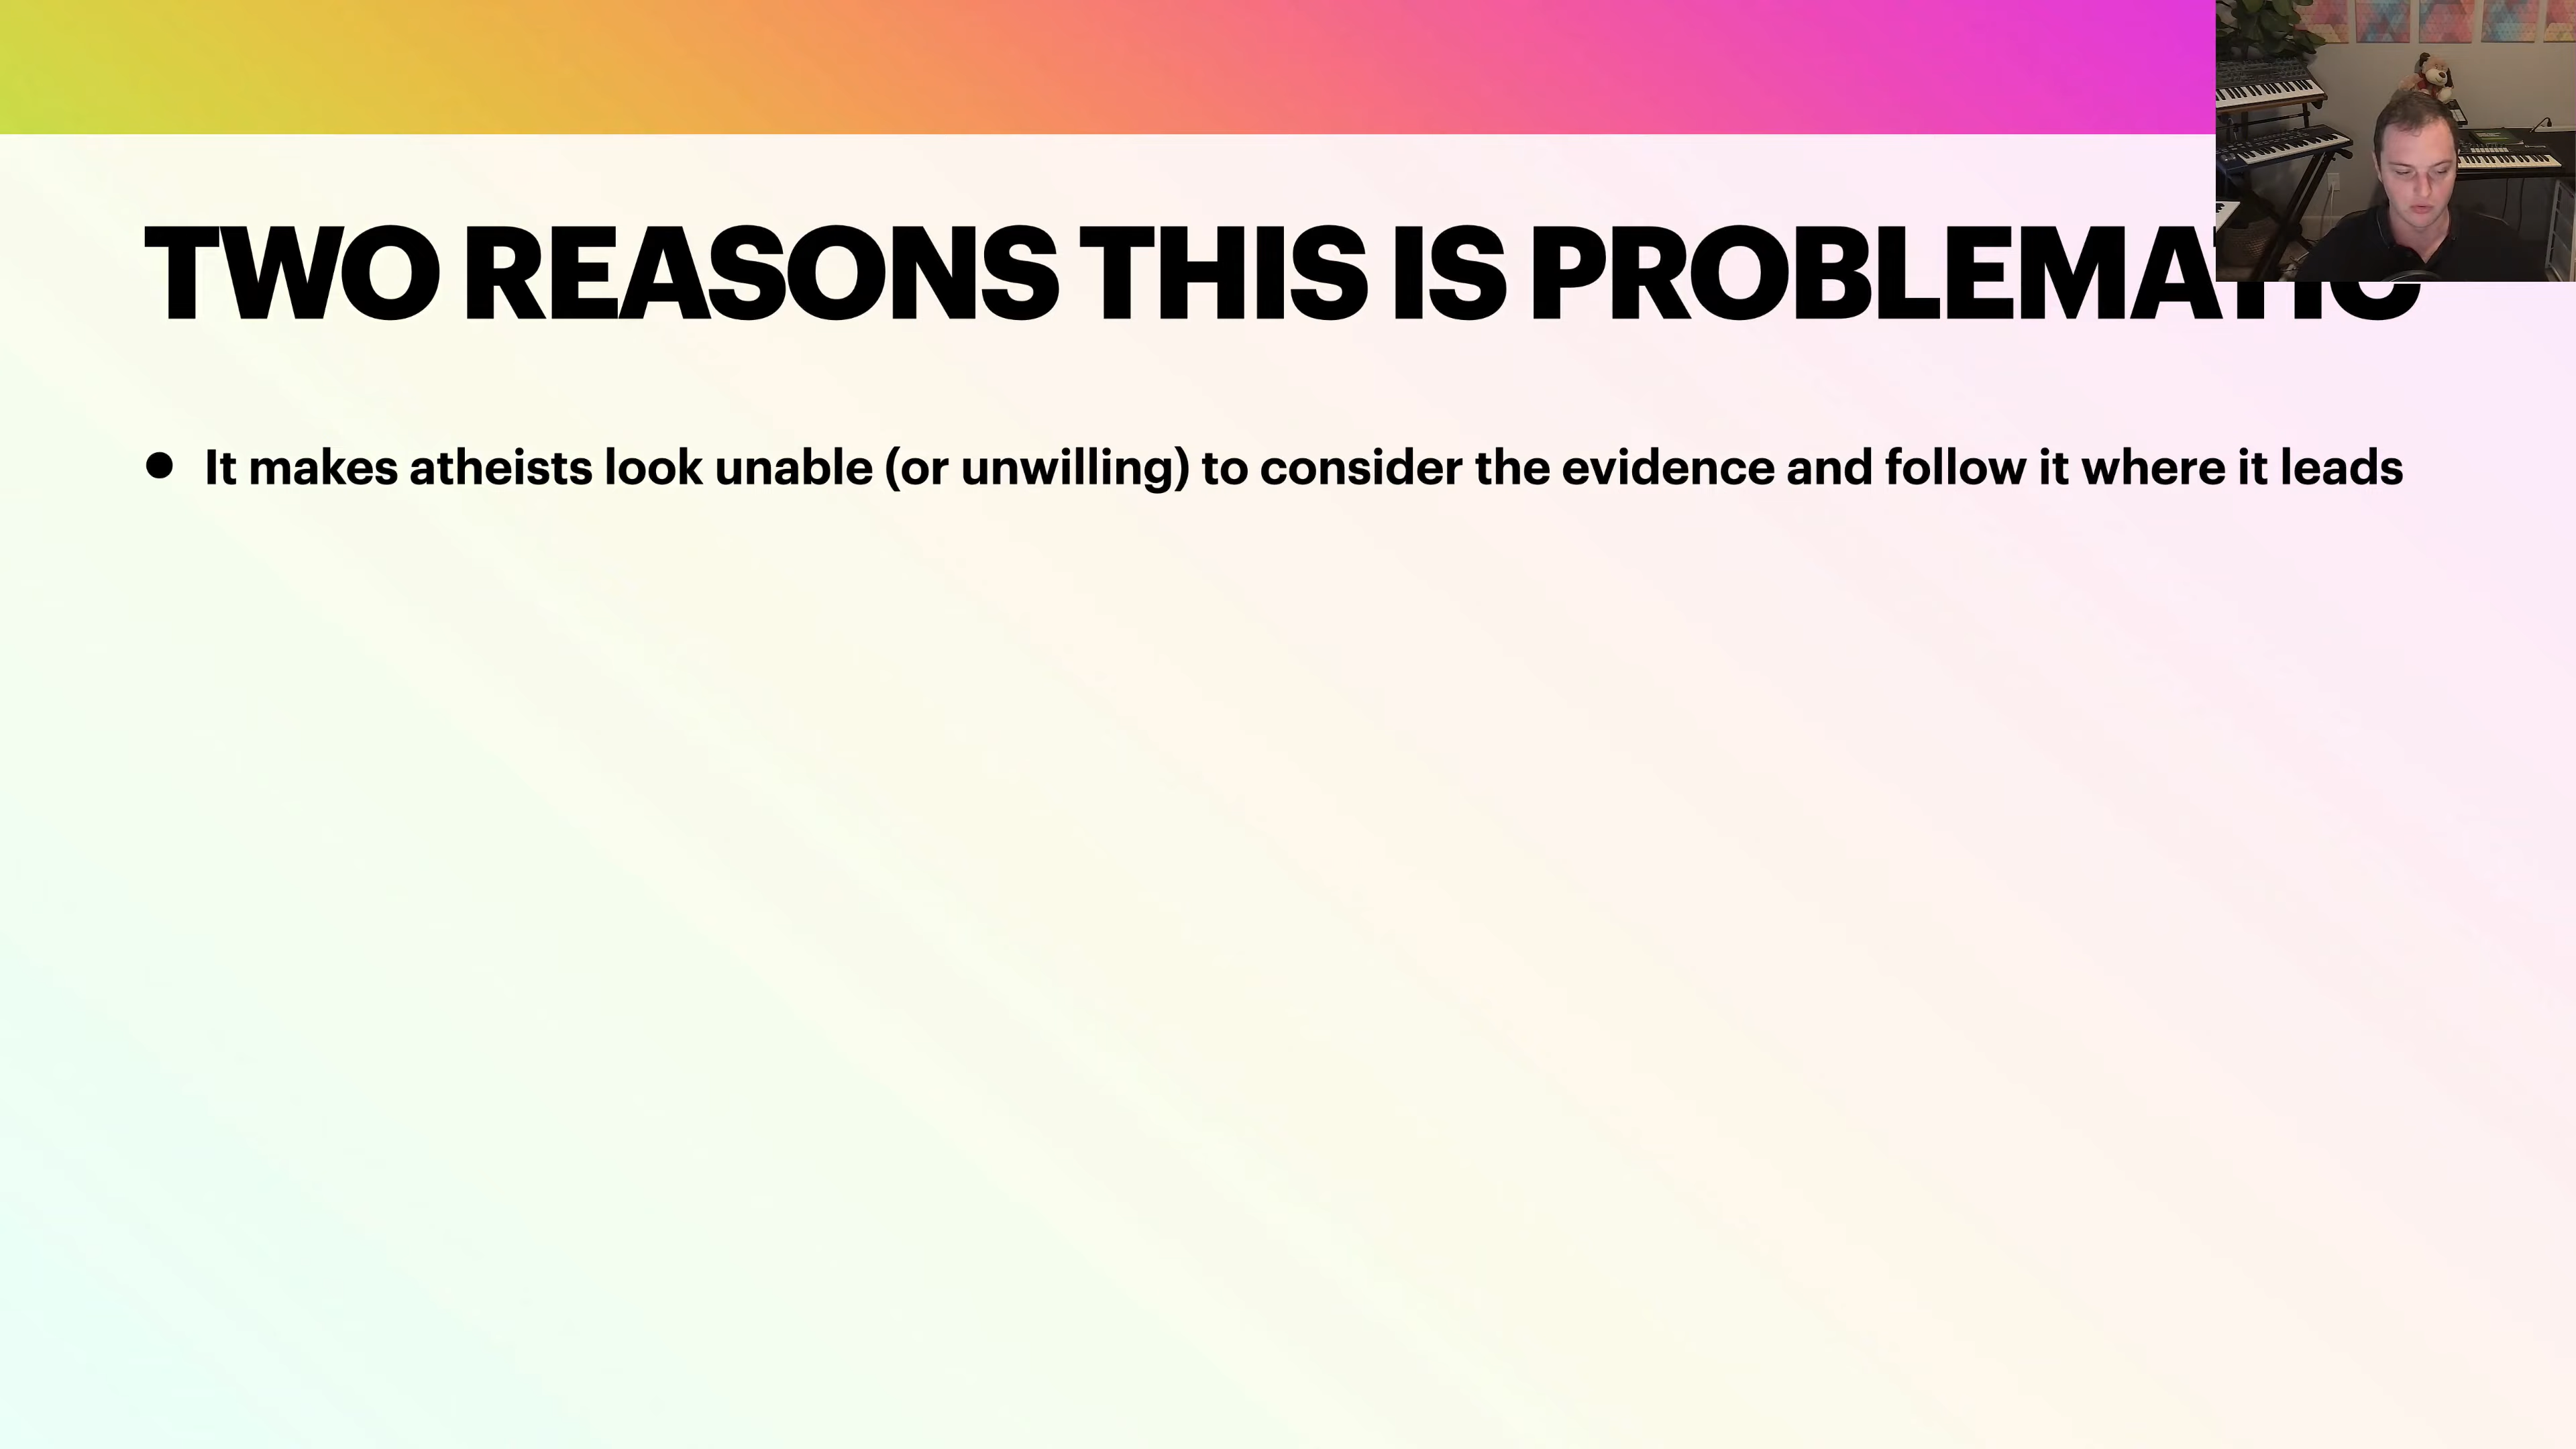 TWO REASONS THIS IS PROBLEMATIC
● It makes atheists look unable (or unwilling) to consider the evidence and follow it where it leads